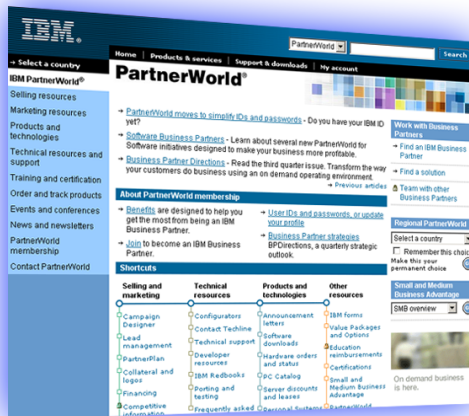 IBM.
PartnerWorld
Search
Home | Products & services | Support & downloads | My account
→ Select a country
IBM PartnerWorld®
Selling resources
Marketing resources
Products and
technologies
Technical resources and
support
Training and certification
Order and track products
Events and conferences
News and newsletters
PartnerWorld
membership
Contact PartnerWorld
PartnerWorld®
→ PartnerWorld moves to simplify IDs and passwords - Do you have your IBM ID
yet?
→ Software Business Partners - Learn about several new PartnerWorld for
Software initiatives designed to make your business more profitable.
→ Business Partner Directions - Read the third quarter issue. Transform the way
your customers do business using an on demand operating environment.
→ Previous articles
About PartnerWorld membership
→ Benefits are designed to help you
get the most from being an IBM
Business Partner.
→ Join to become an IBM Business
Partner.
→ User IDs and passwords, or update
your profile
→ Business Partner strategies
BPDirections, a quarterly strategic
outlook.
Shortcuts
Selling and
marketing
Campaign
Designer
Lead
management
PartnerPlan
Collateral and
logos
Financing
Competitive
information
Technical
resources
Configurators
Contact Techline
Technical support
Developer
resources
IBM Redbooks
Porting and
testing
Frequently asked
Products and
technologies
Announcement
letters
Software
downloads
Hardware orders
and status
PC Catalog
Server discounts
and leases
Personal Systems
Other
resources
IBM forms
Value Packages
and Options
Education
reimbursements
Certifications
Small and
Medium Business
Advantage
PartnerWorld
Work with Business
Partners
→ Find an IBM Business
Partner
→ Find a solution
Team with other
Business Partners
Regional PartnerWorld
Select a country
Remember this choic
Make this your
permanent choice
Small and Medium
Business Advantage
SMB overview
On demand business
is here.